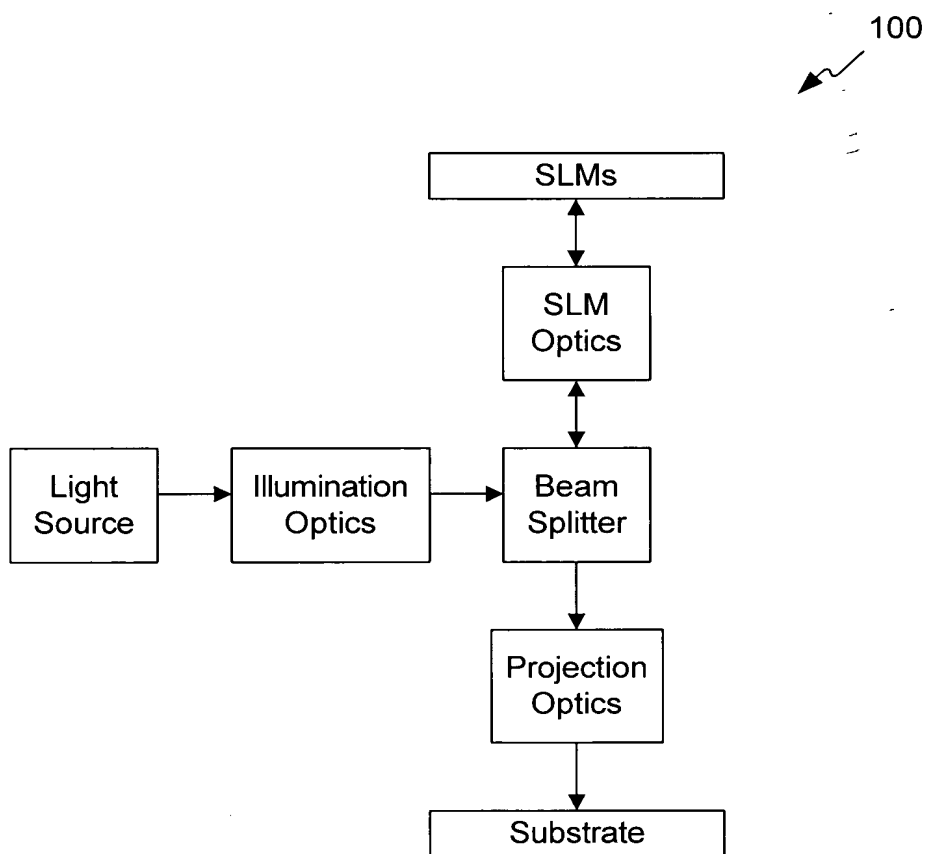 100
SLMs
SLM
Optics
Light
Source
Illumination
Optics
Beam
Splitter
Projection
Optics
Substrate